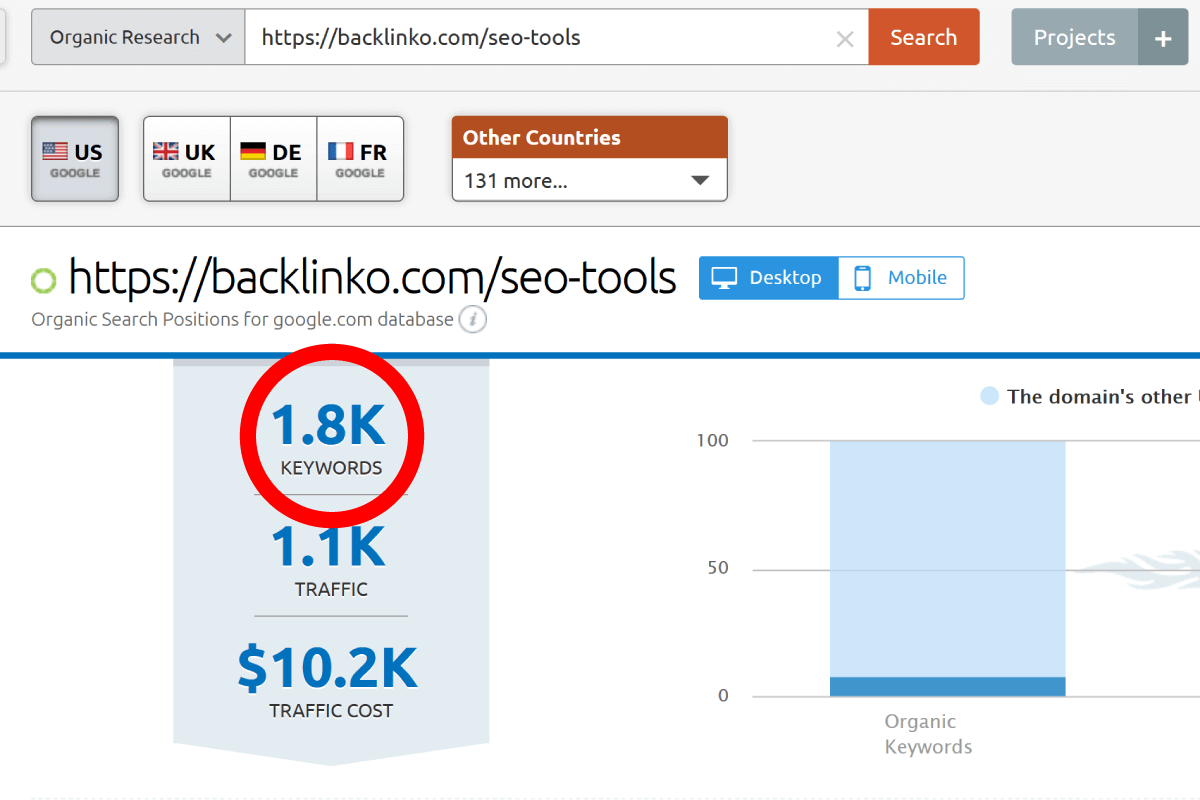 Organic Research
https://backlinko.com/seo-tools
Search
Projects +
US
GOOGLE
UK
GOOGLE
DE
GOOGLE
FR
GOOGLE
Other Countries
131 more...
https://backlinko.com/seo-tools
Desktop
Mobile
Organic Search Positions for google.com database i
1.8K
KEYWORDS
1.1K
TRAFFIC
$10.2K
TRAFFIC COST
The domain's other
100
50
0
Organic
Keywords